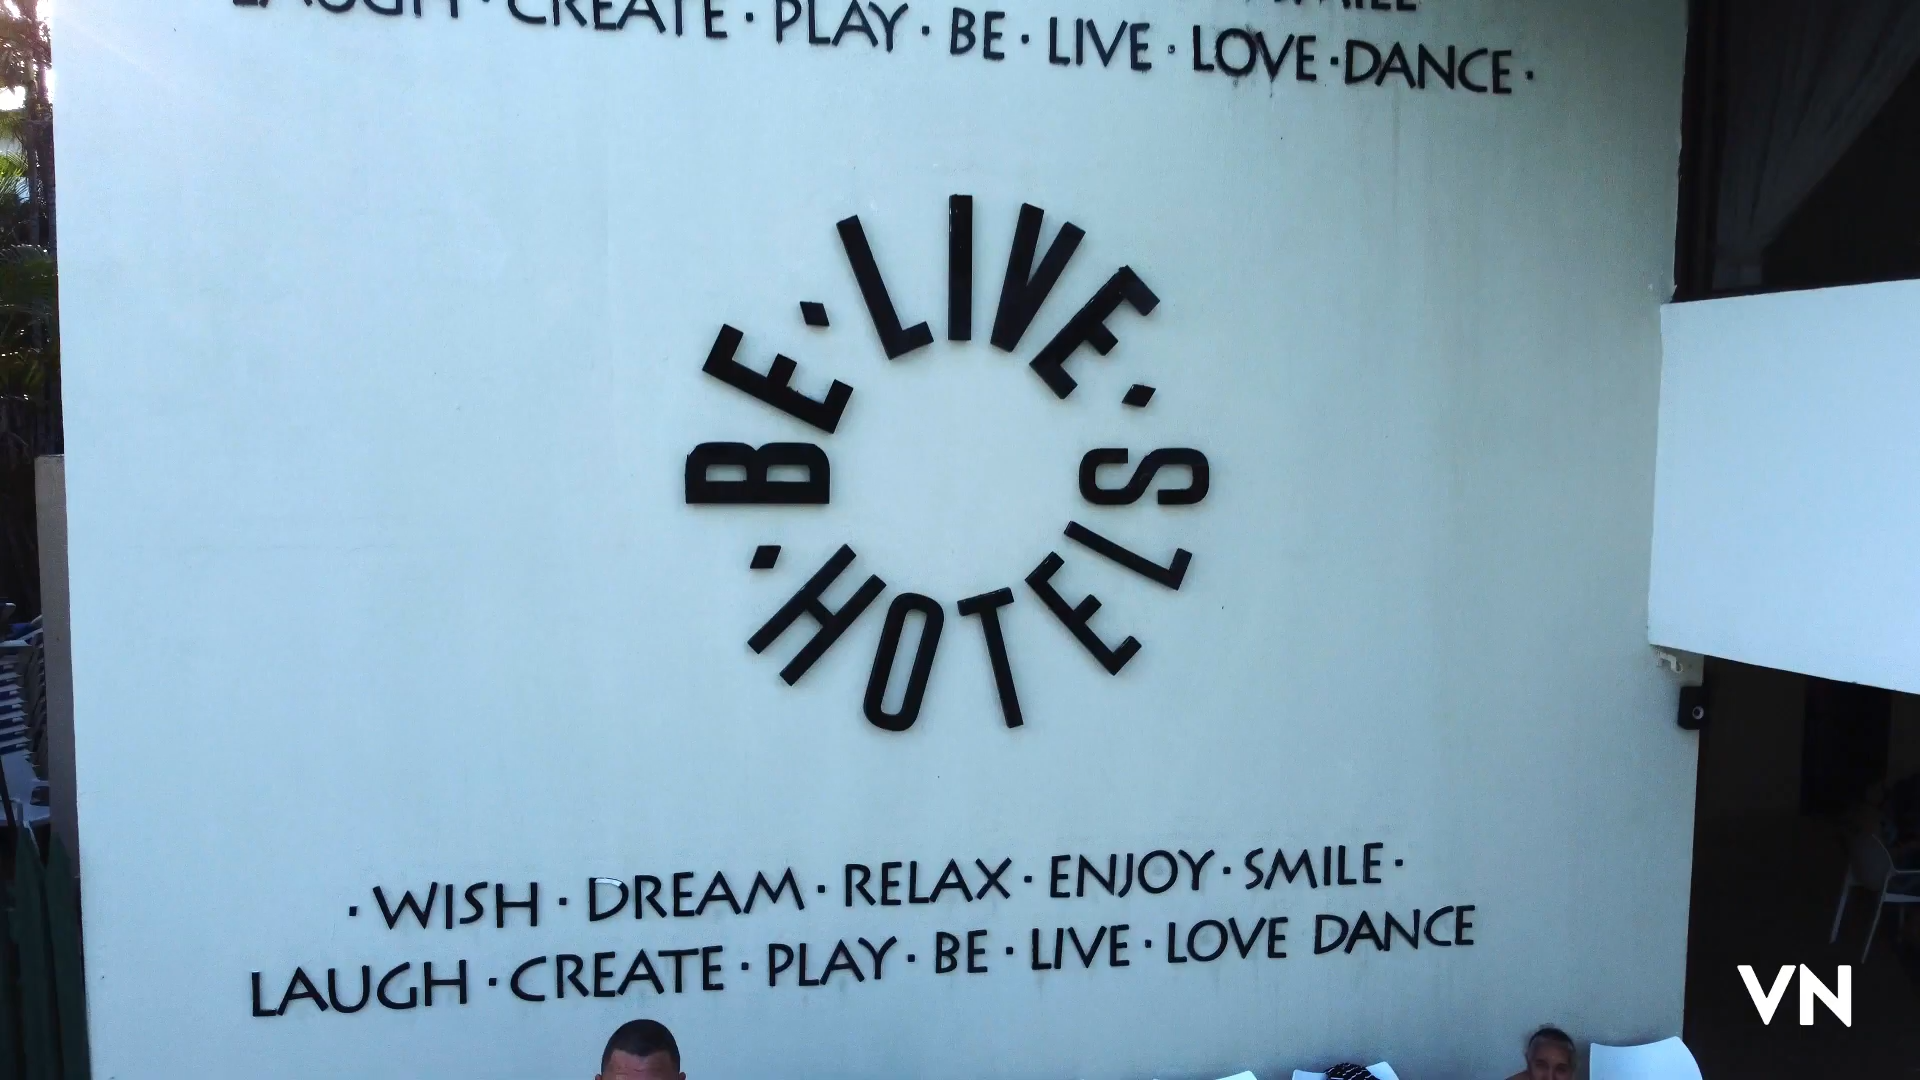 LAUGH · CREATE · PLAY · BE · LIVE · LOVE · DANCE ·
· BE · LIVE ·
HOTELS
· WISH · DREAM · RELAX · ENJOY · SMILE ·
LAUGH · CREATE · PLAY · BE · LIVE · LOVE DANCE
VN